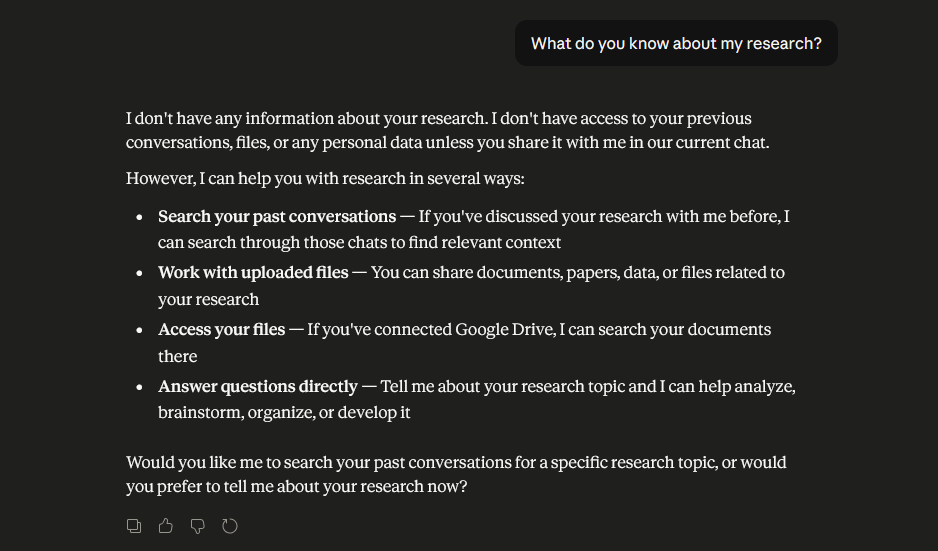 What do you know about my research?
I don't have any information about your research. I don't have access to your previous
conversations, files, or any personal data unless you share it with me in our current chat.
However, I can help you with research in several ways:
• Search your past conversations — If you've discussed your research with me before, I
can search through those chats to find relevant context
• Work with uploaded files — You can share documents, papers, data, or files related to
your research
• Access your files — If you've connected Google Drive, I can search your documents
there
• Answer questions directly — Tell me about your research topic and I can help analyze,
brainstorm, organize, or develop it
Would you like me to search your past conversations for a specific research topic, or would
you prefer to tell me about your research now?